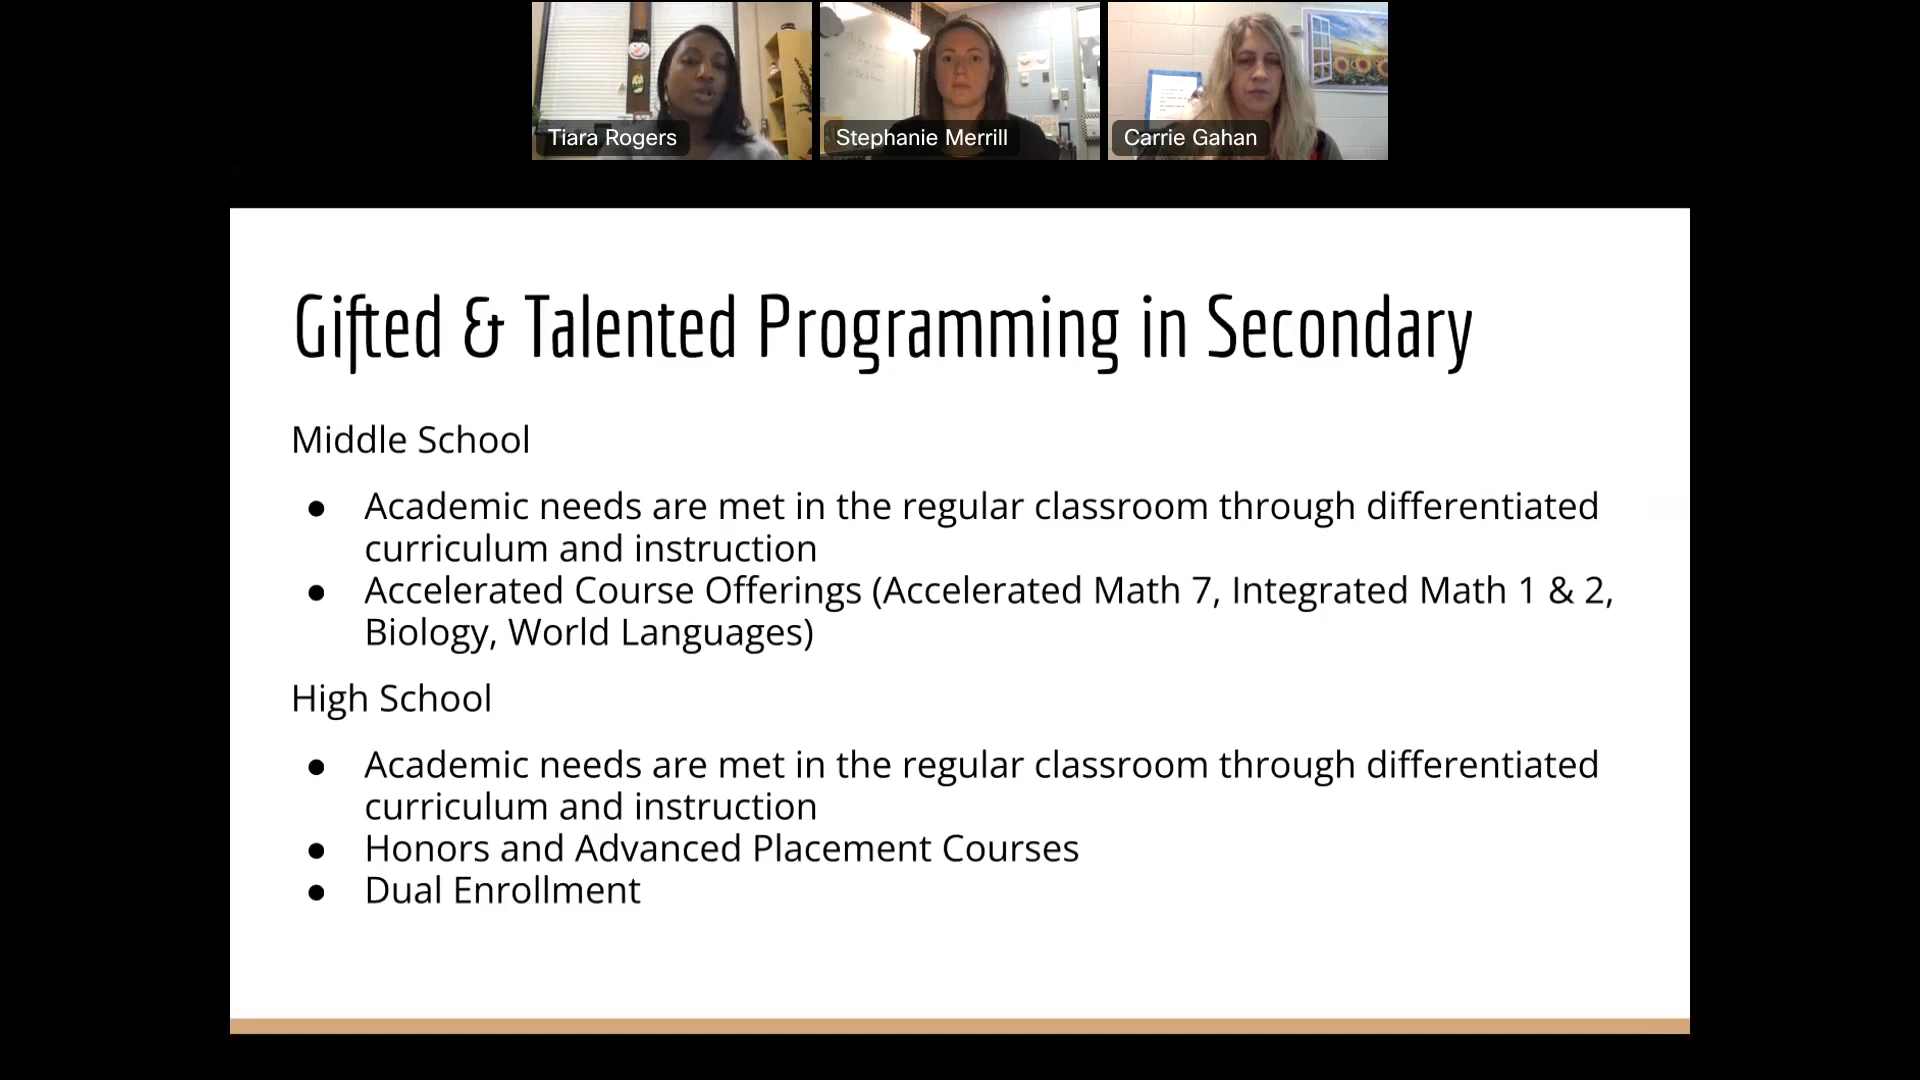 Tiara Rogers
Stephanie Merrill
Carrie Gahan
Gifted & Talented Programming in Secondary
Middle School
● Academic needs are met in the regular classroom through differentiated
curriculum and instruction
● Accelerated Course Offerings (Accelerated Math 7, Integrated Math 1 & 2,
Biology, World Languages)
High School
● Academic needs are met in the regular classroom through differentiated
curriculum and instruction
● Honors and Advanced Placement Courses
● Dual Enrollment